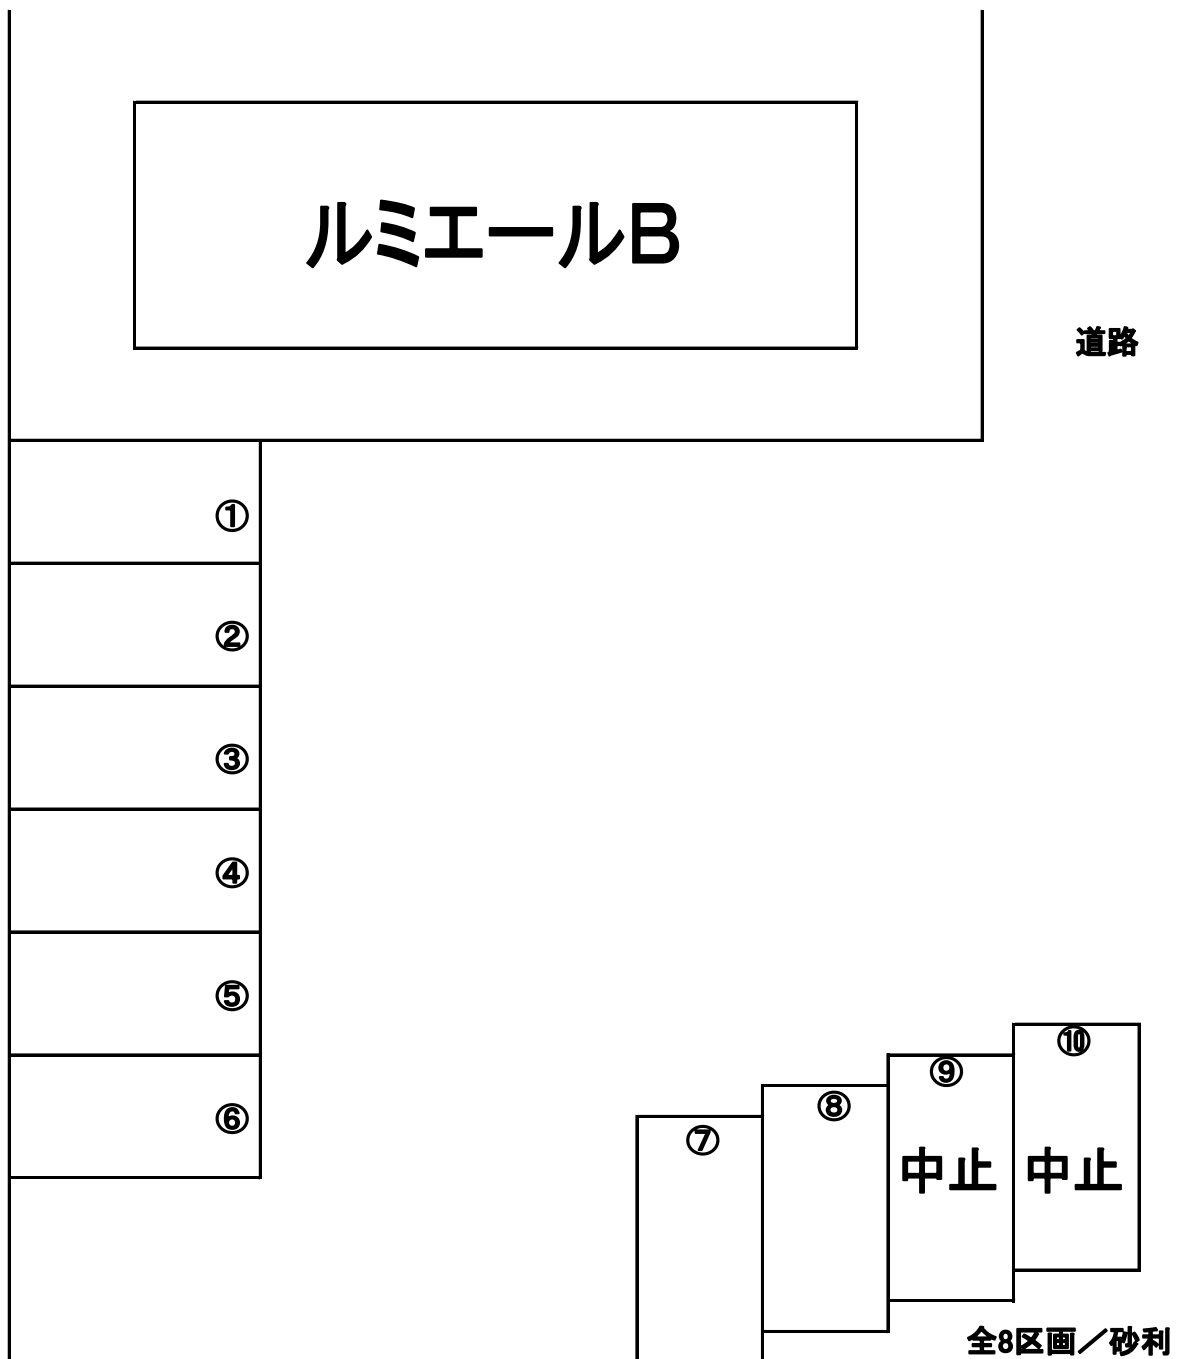 ルミエールB
道路
①
②
③
④
⑤
⑥
⑩
⑨
⑧
⑦
中止
中止
全8区画／砂利